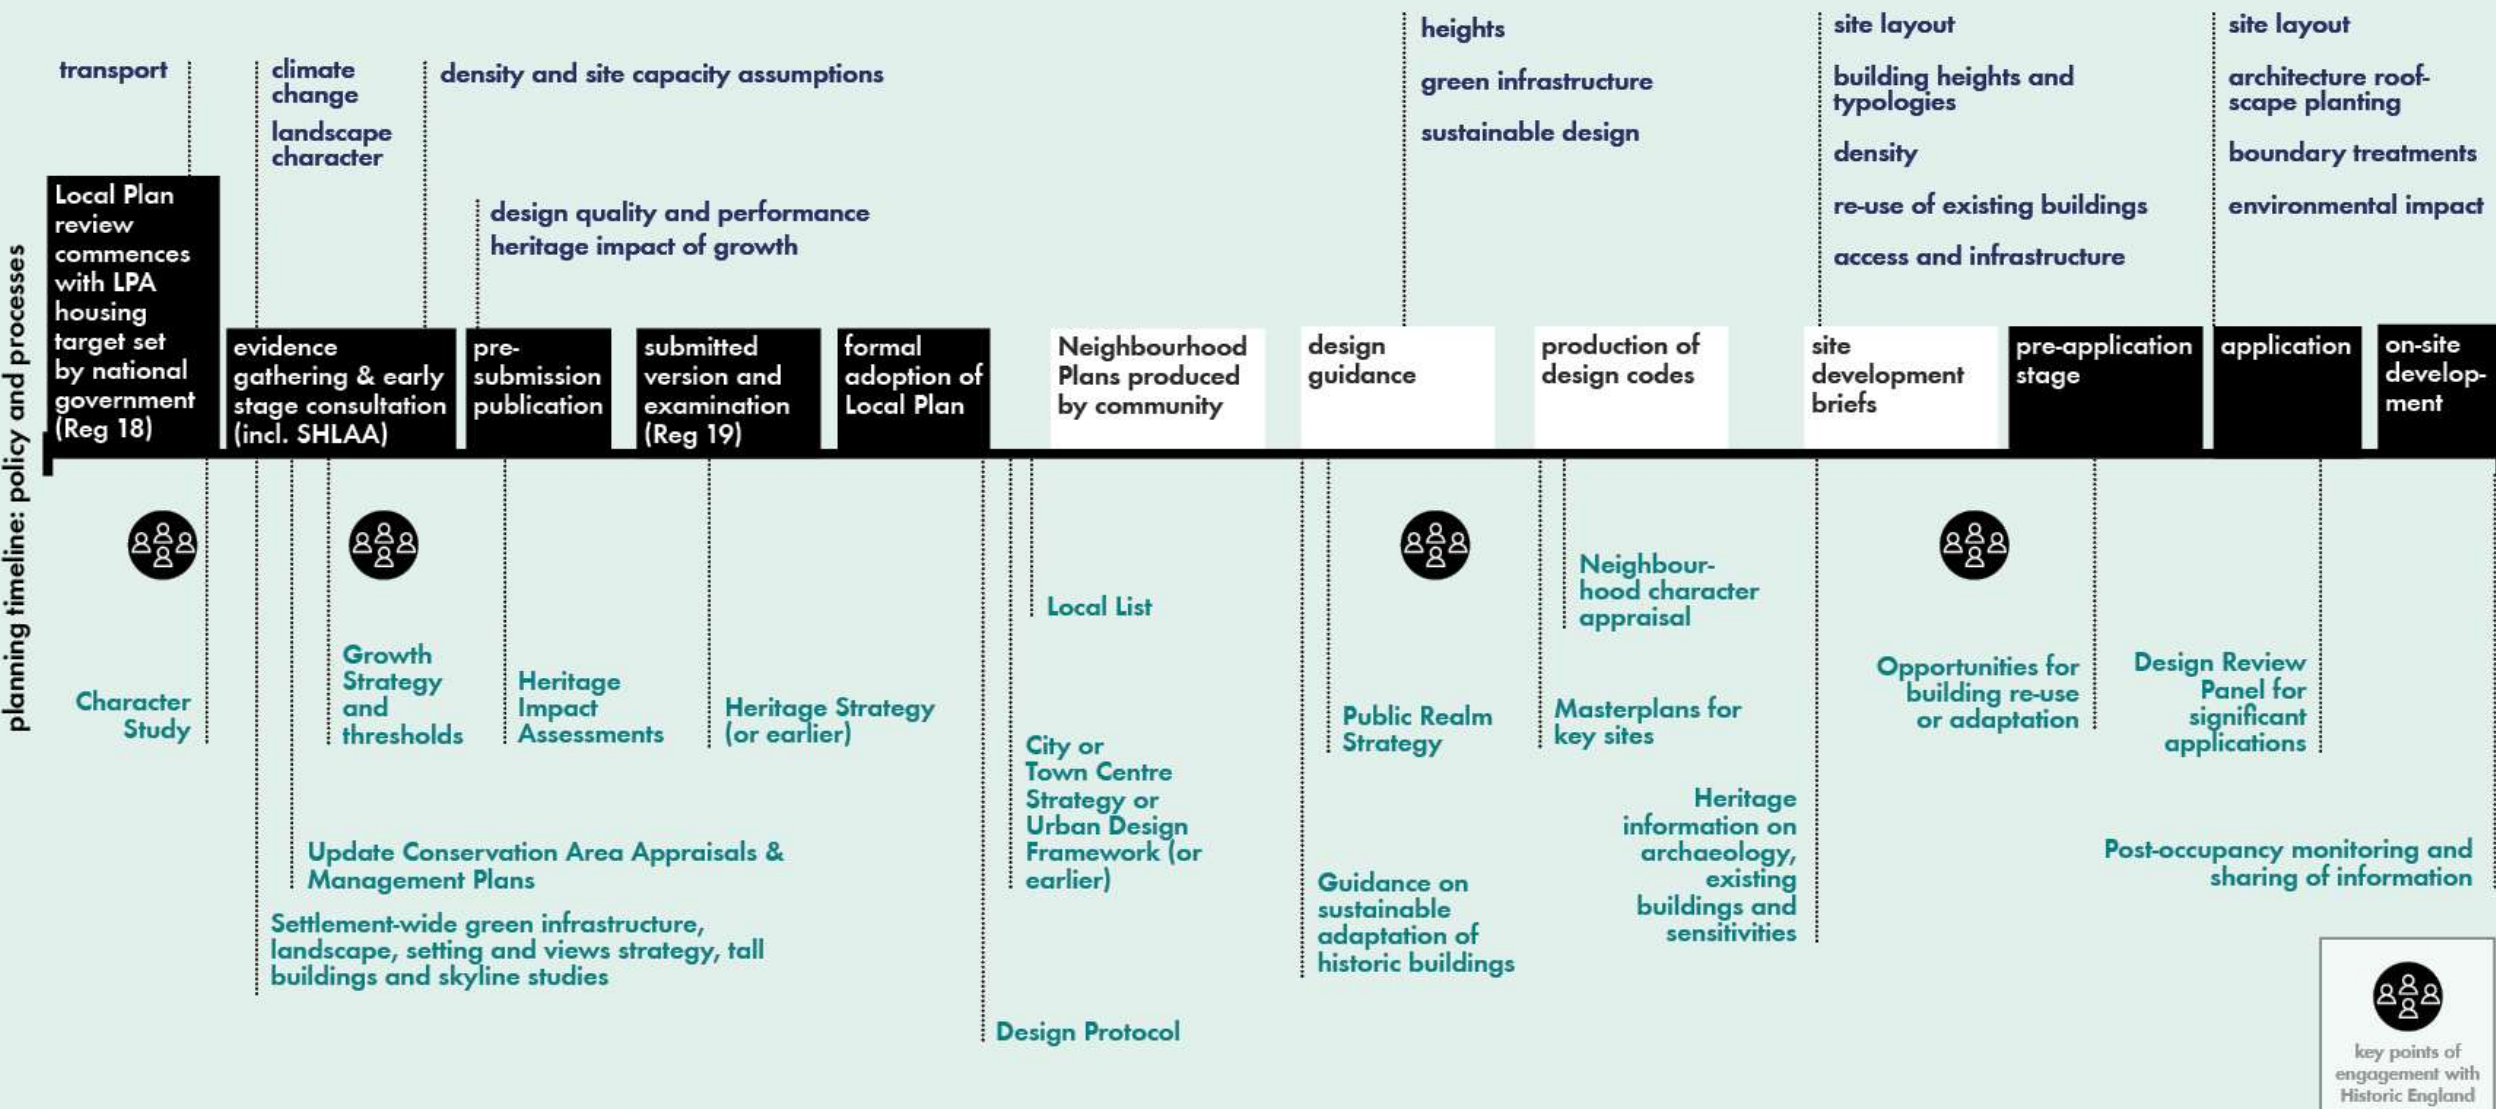 planning timeline: policy and processes
transport
climate
change
landscape
character
density and site capacity assumptions
design quality and performance
heritage impact of growth
heights
green infrastructure
sustainable design
site layout
building heights and
typologies
density
re-use of existing buildings
access and infrastructure
site layout
architecture roof-
scape planting
boundary treatments
environmental impact
Local Plan
review
commences
with LPA
housing
target set
by national
government
(Reg 18)
evidence
gathering & early
stage consultation
(incl. SHLAA)
pre-
submission
publication
submitted
version and
examination
(Reg 19)
formal
adoption of
Local Plan
Neighbourhood
Plans produced
by community
design
guidance
production of
design codes
site
development
briefs
pre-application
stage
application
on-site
develop-
ment
Character
Study
Growth
Strategy
and
thresholds
Heritage
Impact
Assessments
Heritage Strategy
(or earlier)
Update Conservation Area Appraisals &
Management Plans
Settlement-wide green infrastructure,
landscape, setting and views strategy, tall
buildings and skyline studies
Local List
City or
Town Centre
Strategy or
Urban Design
Framework (or
earlier)
Design Protocol
Public Realm
Strategy
Guidance on
sustainable
adaptation of
historic buildings
Neighbour-
hood character
appraisal
Masterplans for
key sites
Heritage
information on
archaeology,
existing
buildings and
sensitivities
Opportunities for
building re-use
or adaptation
Design Review
Panel for
significant
applications
Post-occupancy monitoring and
sharing of information
key points of
engagement with
Historic England